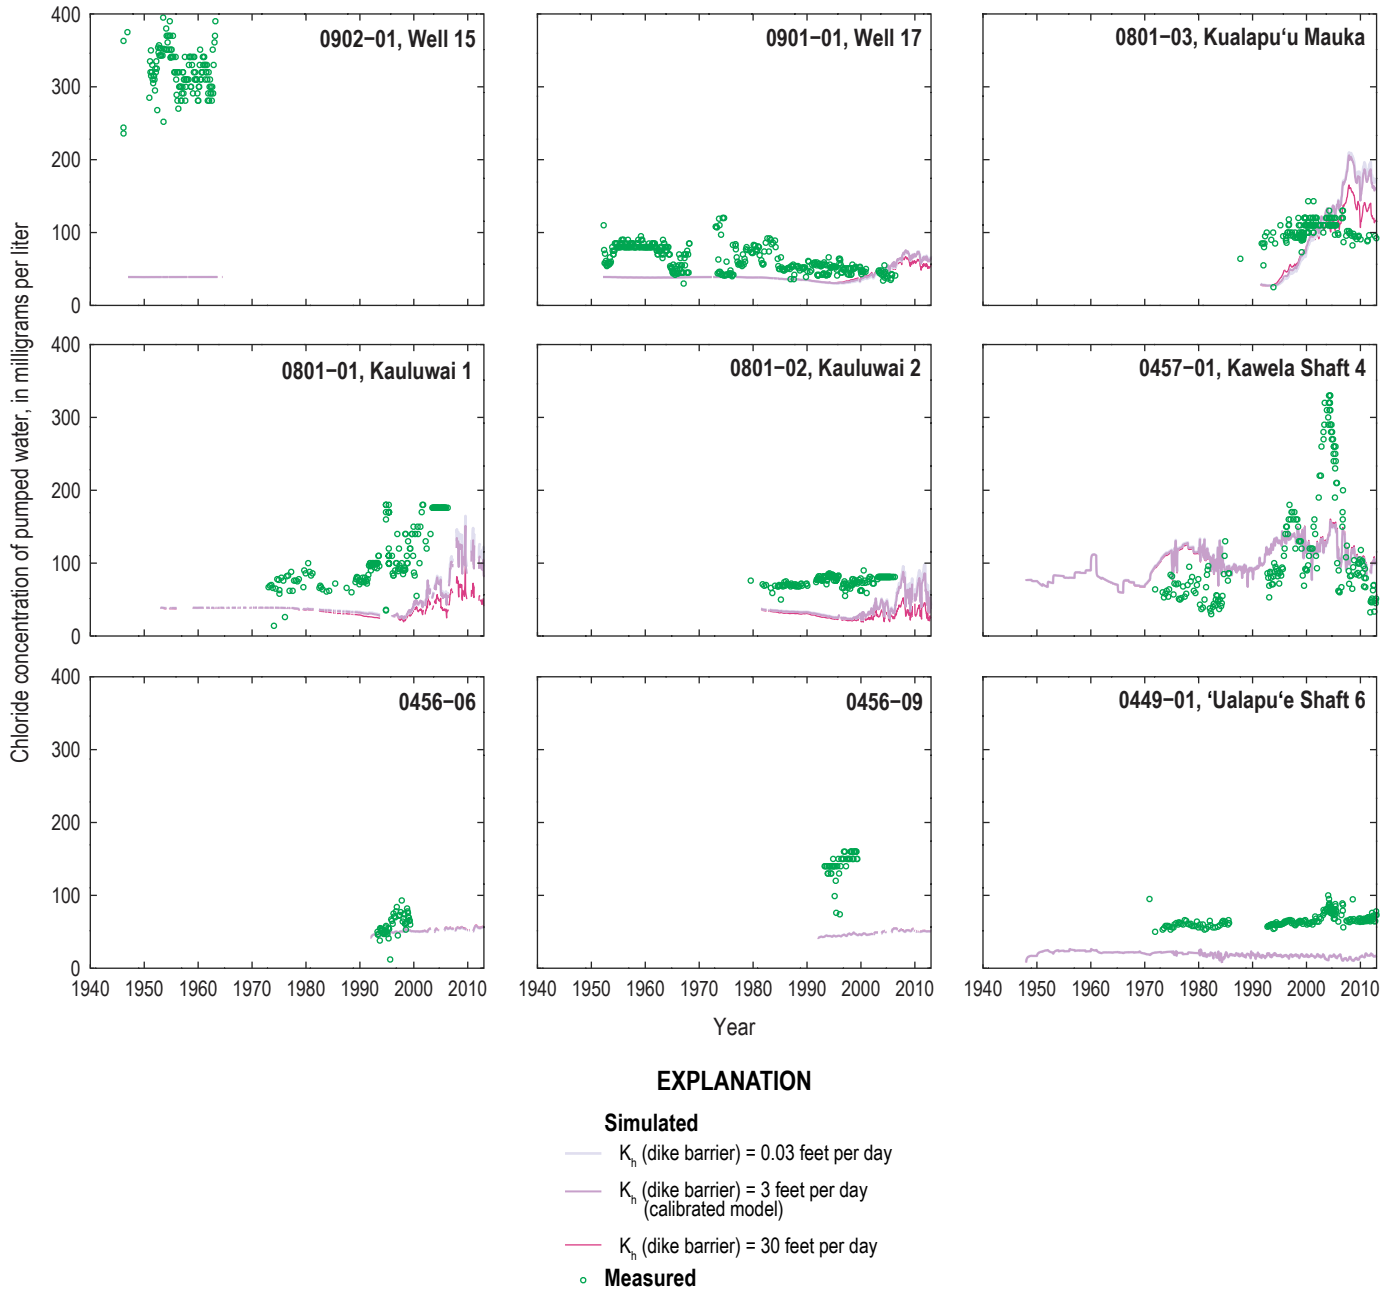 400
300
200
100
0
0902−01, Well 15
0901−01, Well 17
0801−03, Kualapu‘u Mauka
400
300
200
100
0
0801−01, Kauluwai 1
0801−02, Kauluwai 2
0457−01, Kawela Shaft 4
400
300
200
100
0
0456−06
0456−09
0449−01, ‘Ualapu‘e Shaft 6
1940 1950 1960 1970 1980 1990 2000 2010
1940 1950 1960 1970 1980 1990 2000 2010
1940 1950 1960 1970 1980 1990 2000 2010
Chloride concentration of pumped water, in milligrams per liter
Year
EXPLANATION
Simulated
Kh (dike barrier) = 0.03 feet per day
Kh (dike barrier) = 3 feet per day
(calibrated model)
Kh (dike barrier) = 30 feet per day
Measured